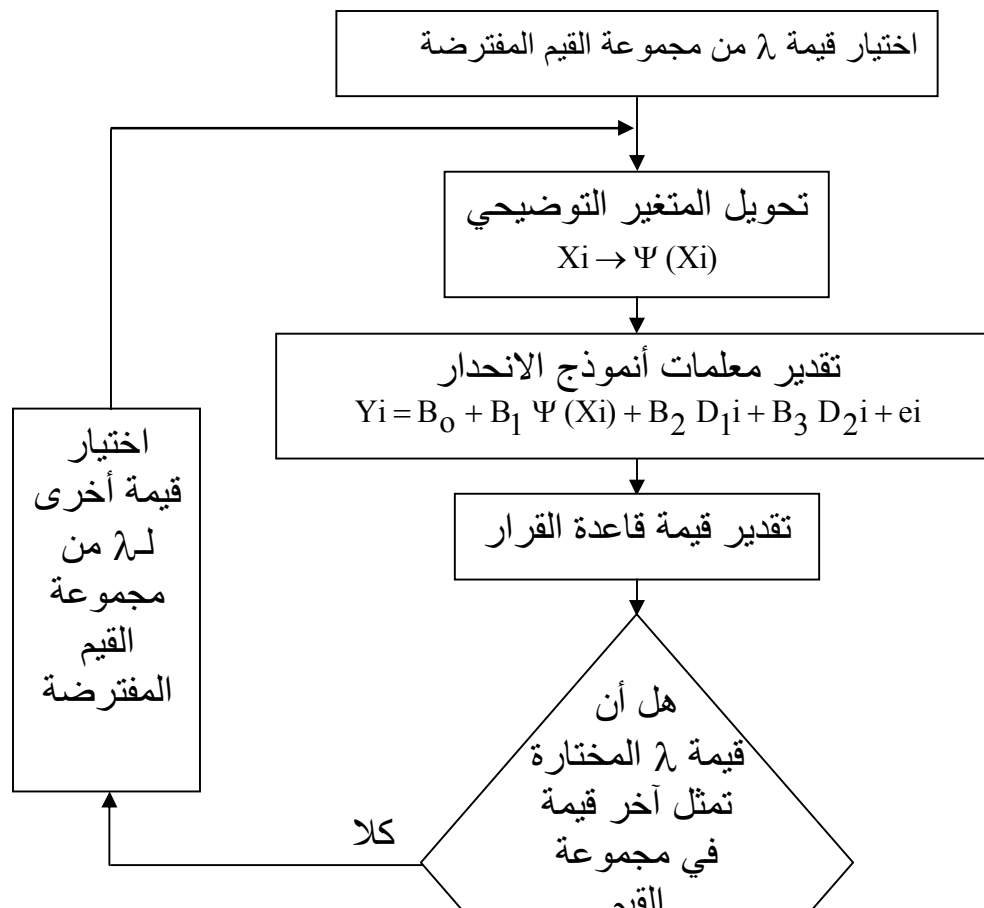 اختيار قيمة λ من مجموعة القيم المفترضة
تحويل المتغير التوضيحي
Xi → Ψ (Xi)
تقدير معلمات أنموذج الانحدار
Yi = B₀ + B₁ Ψ (Xi) + B₂ D₁i + B₃ D₂i + ei
تقدير قيمة قاعدة القرار
هل أن
قيمة λ المختارة
تمثل آخر قيمة
في مجموعة
القيم
كلا
اختيار
قيمة أخرى
لـλ من
مجموعة
القيم
المفترضة